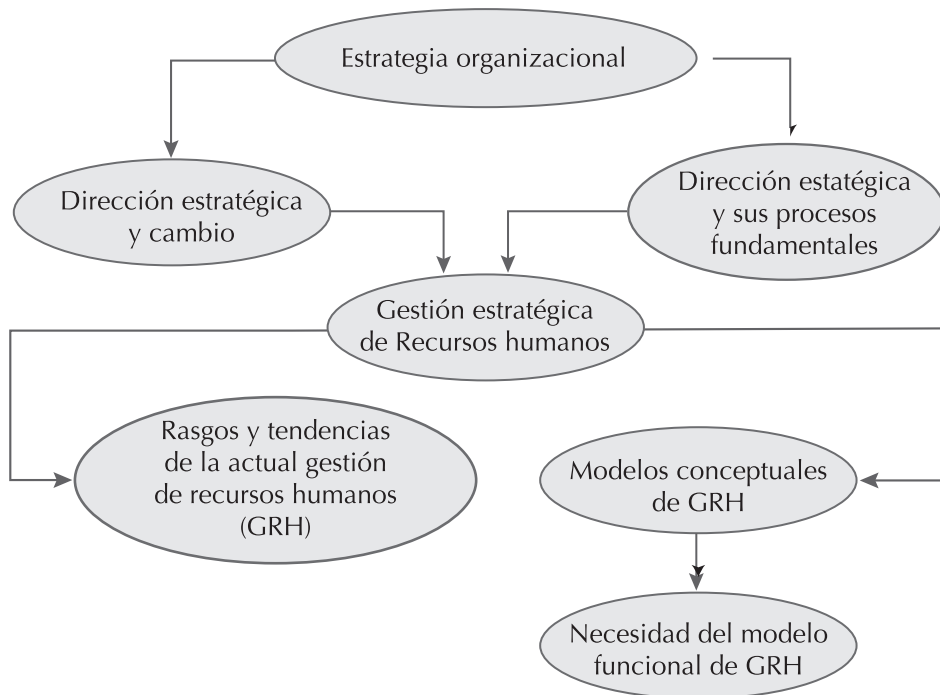 Estrategia organizacional
Dirección estratégica
y cambio
Dirección estatégica
y sus procesos
fundamentales
Gestión estratégica
de Recursos humanos
Rasgos y tendencias
de la actual gestión
de recursos humanos
(GRH)
Modelos conceptuales
de GRH
Necesidad del modelo
funcional de GRH